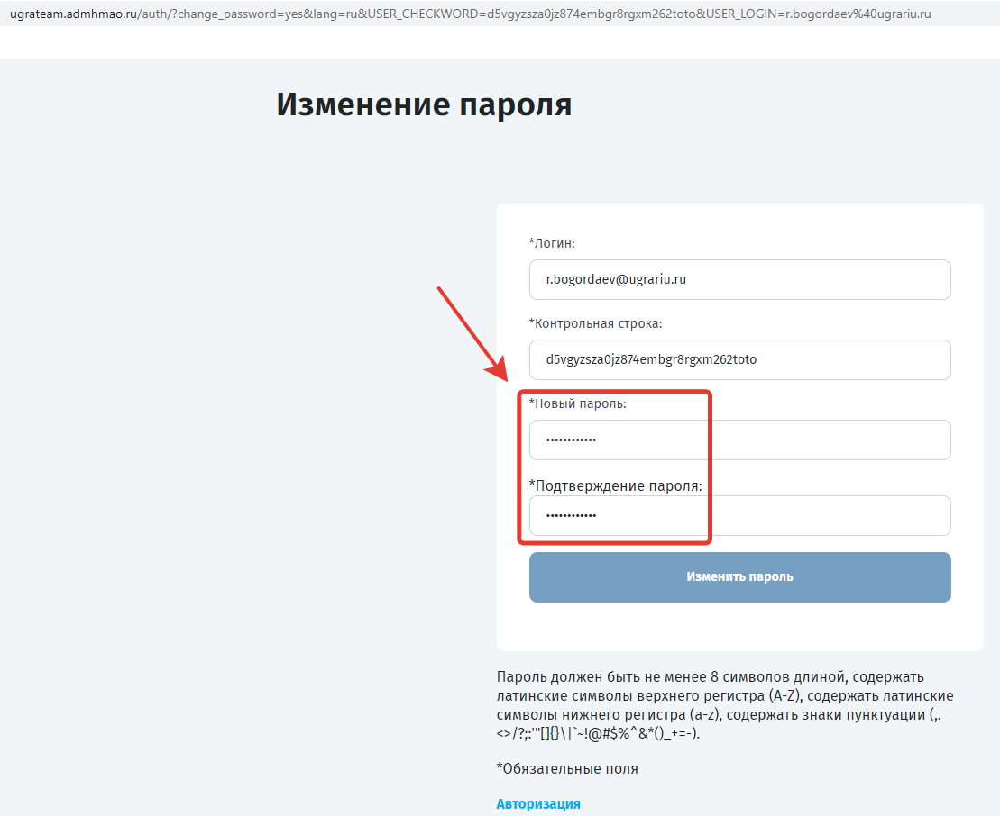 ugrateam.admhmao.ru/auth/?change_password=yes&lang=ru&USER_CHECKWORD=d5vgyzsza0jz874embgr8rgxm262toto&USER_LOGIN=r.bogordaev%40ugrariu.ru
Изменение пароля
*Логин:
r.bogordaev@ugrariu.ru
*Контрольная строка:
d5vgyzsza0jz874embgr8rgxm262toto
*Новый пароль:
••••••••••••
*Подтверждение пароля:
••••••••••••
Изменить пароль
Пароль должен быть не менее 8 символов длиной, содержать
латинские символы верхнего регистра (A-Z), содержать латинские
символы нижнего регистра (a-z), содержать знаки пунктуации (,.
<>/?;:'"[]{}\|`~!@#$%^&*()_+=-).
*Обязательные поля
Авторизация